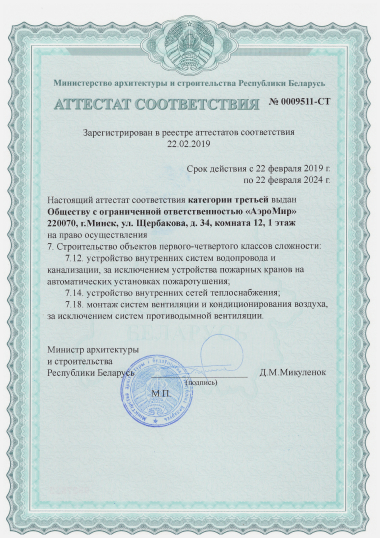 Министерство архитектуры и строительства Республики Беларусь
АТТЕСТАТ СООТВЕТСТВИЯ № 0009511-СТ
Зарегистрирован в реестре аттестатов соответствия
22.02.2019
Срок действия с 22 февраля 2019 г.
по 22 февраля 2024 г.
Настоящий аттестат соответствия категории третьей выдан
Обществу с ограниченной ответственностью «АэроМир»
220070, г.Минск, ул. Щербакова, д. 34, комната 12, 1 этаж
на право осуществления
7. Строительство объектов первого-четвертого классов сложности:
7.12. устройство внутренних систем водопровода и
канализации, за исключением устройства пожарных кранов на
автоматических установках пожаротушения;
7.14. устройство внутренних сетей теплоснабжения;
7.18. монтаж систем вентиляции и кондиционирования воздуха,
за исключением систем противодымной вентиляции.
Министр архитектуры
и строительства
Республики Беларусь Д.М.Микуленок
(подпись)
М.П.